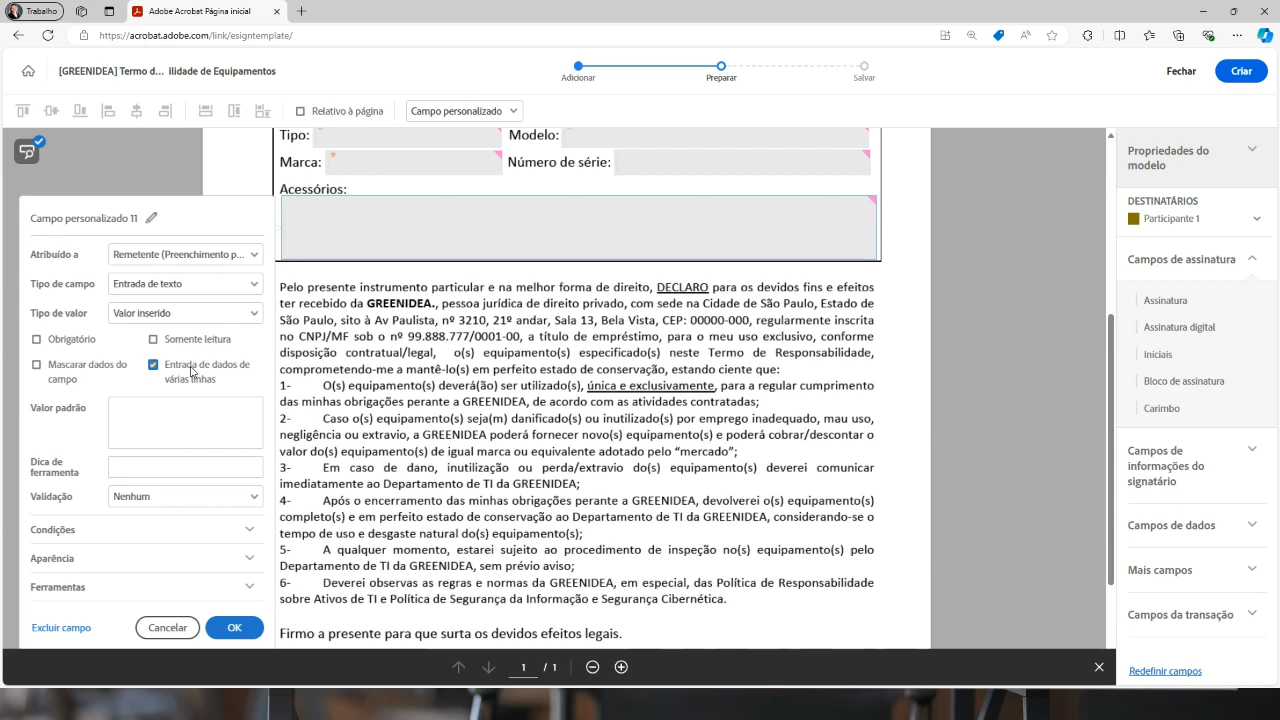 Trabalho
Adobe Acrobat Página inicial
https://acrobat.adobe.com/link/esigntemplate/
[GREENIDEA] Termo d... ilidade de Equipamentos
Adicionar
Preparar
Salvar
Fechar
Criar
Relativo à página
Campo personalizado
Tipo:
Modelo:
Marca:
Número de série:
Acessórios:
Campo personalizado 11
Atribuído a
Remetente (Preenchimento p...
Tipo de campo
Entrada de texto
Tipo de valor
Valor inserido
Obrigatório
Somente leitura
Mascarar dados do
campo
Entrada de dados de
várias linhas
Valor padrão
Dica de
ferramenta
Validação
Nenhum
Condições
Aparência
Ferramentas
Excluir campo
Cancelar
OK
Pelo presente instrumento particular e na melhor forma de direito, DECLARO para os devidos fins e efeitos
ter recebido da GREENIDEA., pessoa jurídica de direito privado, com sede na Cidade de São Paulo, Estado de
São Paulo, sito à Av Paulista, nº 3210, 21º andar, Sala 13, Bela Vista, CEP: 00000-000, regularmente inscrita
no CNPJ/MF sob o nº 99.888.777/0001-00, a título de empréstimo, para o meu uso exclusivo, conforme
disposição contratual/legal, o(s) equipamento(s) especificado(s) neste Termo de Responsabilidade,
comprometendo-me a mantê-lo(s) em perfeito estado de conservação, estando ciente que:
1- O(s) equipamento(s) deverá(ão) ser utilizado(s), única e exclusivamente, para a regular cumprimento
das minhas obrigações perante a GREENIDEA, de acordo com as atividades contratadas;
2- Caso o(s) equipamento(s) seja(m) danificado(s) ou inutilizado(s) por emprego inadequado, mau uso,
negligência ou extravio, a GREENIDEA poderá fornecer novo(s) equipamento(s) e poderá cobrar/descontar o
valor do(s) equipamento(s) de igual marca ou equivalente adotado pelo “mercado”;
3- Em caso de dano, inutilização ou perda/extravio do(s) equipamento(s) deverei comunicar
imediatamente ao Departamento de TI da GREENIDEA;
4- Após o encerramento das minhas obrigações perante a GREENIDEA, devolverei o(s) equipamento(s)
completo(s) e em perfeito estado de conservação ao Departamento de TI da GREENIDEA, considerando-se o
tempo de uso e desgaste natural do(s) equipamento(s);
5- A qualquer momento, estarei sujeito ao procedimento de inspeção no(s) equipamento(s) pelo
Departamento de TI da GREENIDEA, sem prévio aviso;
6- Deverei observas as regras e normas da GREENIDEA, em especial, das Política de Responsabilidade
sobre Ativos de TI e Política de Segurança da Informação e Segurança Cibernética.
Firmo a presente para que surta os devidos efeitos legais.
1 / 1
Propriedades do
modelo
DESTINATÁRIOS
Participante 1
Campos de assinatura
Assinatura
Assinatura digital
Iniciais
Bloco de assinatura
Carimbo
Campos de
informações do
signatário
Campos de dados
Mais campos
Campos da transação
Redefinir campos